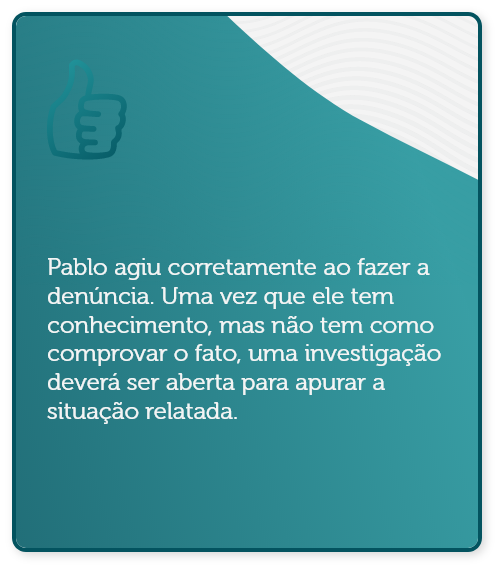 Pablo agiu corretamente ao fazer a
denúncia. Uma vez que ele tem
conhecimento, mas não tem como
comprovar o fato, uma investigação
deverá ser aberta para apurar a
situação relatada.